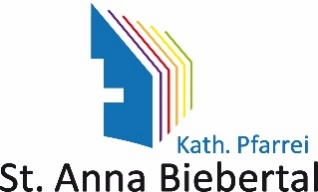 Kath. Pfarrei
St. Anna Biebertal